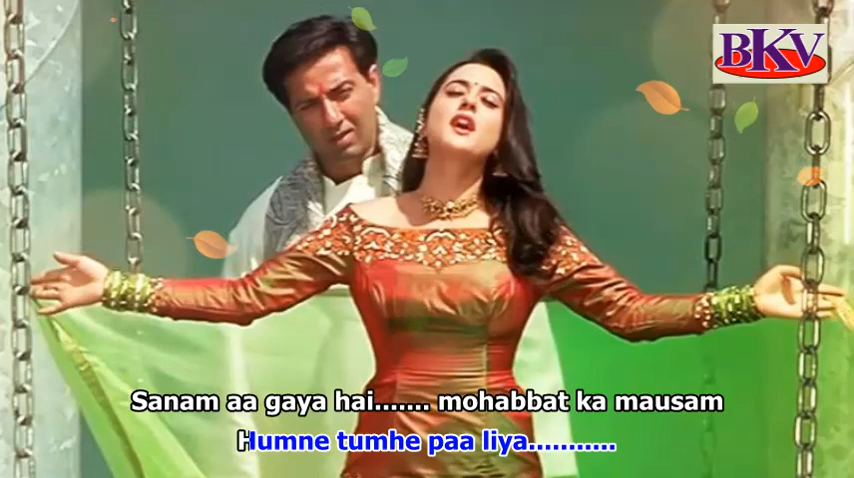 BKV
Sanam aa gaya hai....... mohabbat ka mausam
Humne tumhe paa liya...........